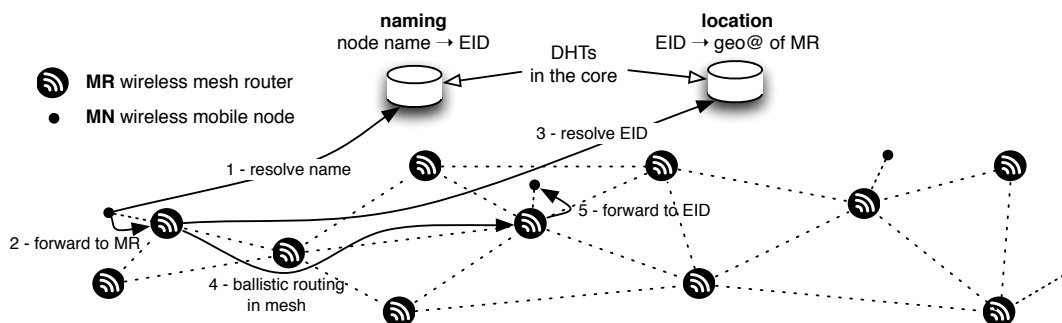 naming
node name → EID
location
EID → geo@ of MR
DHTs
in the core
MR wireless mesh router
MN wireless mobile node
3 - resolve EID
1 - resolve name
5 - forward to EID
2 - forward to MR
4 - ballistic routing
in mesh